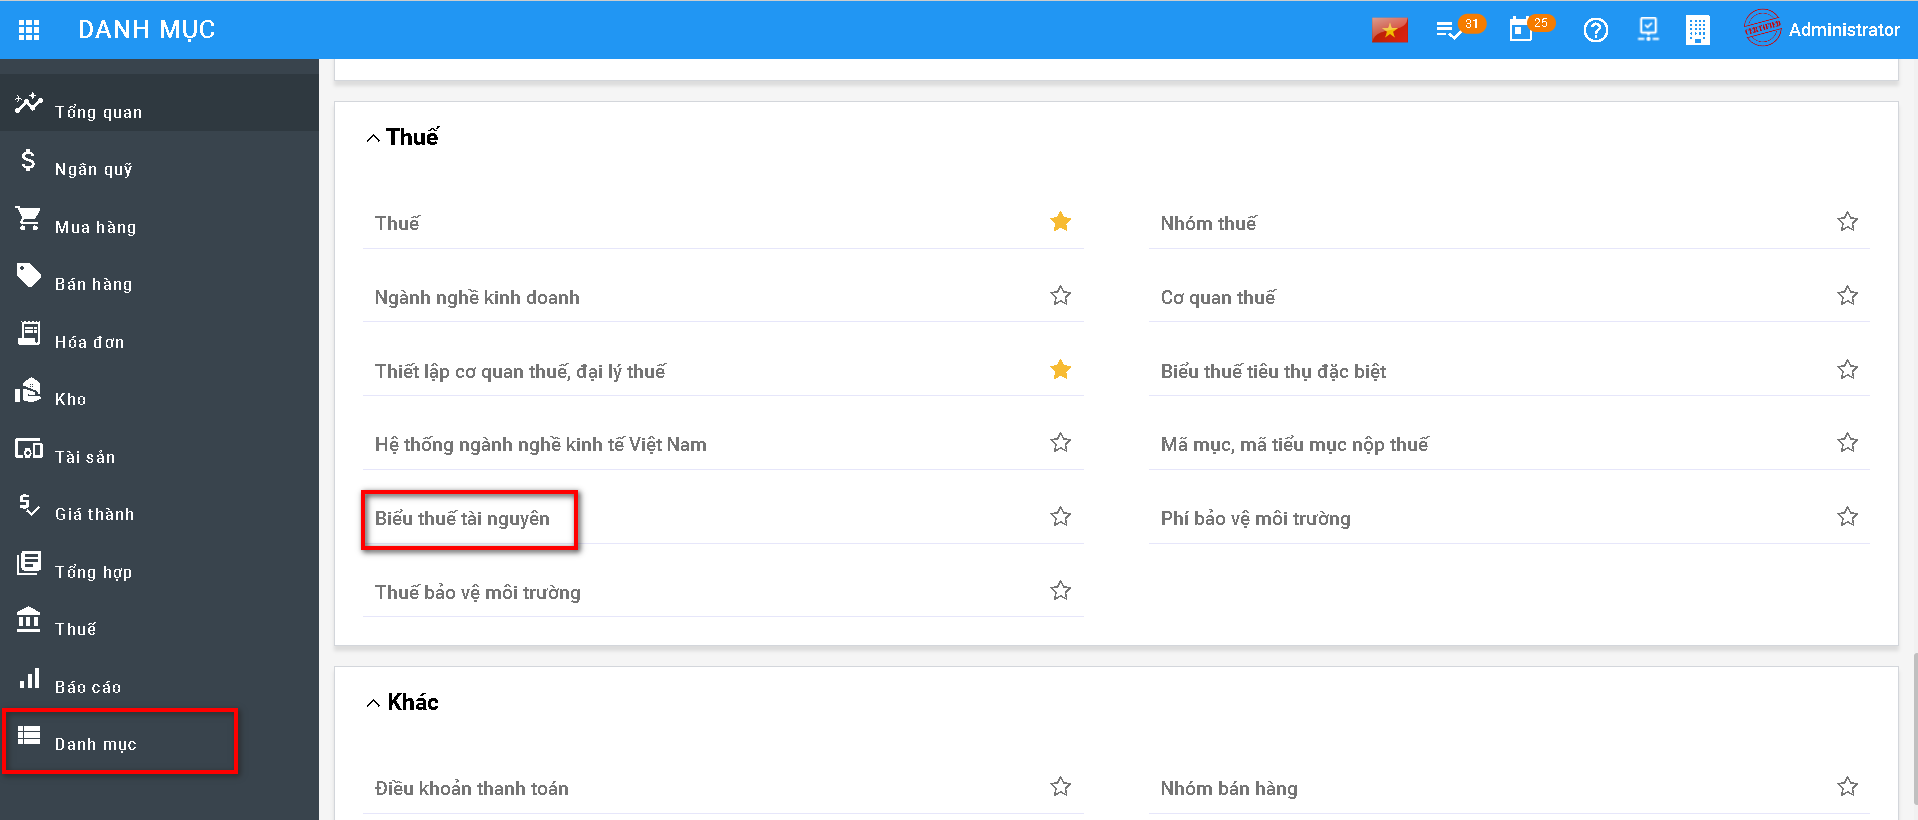 DANH MỤC
31
25
CERTIFIED
Administrator
Tổng quan
Ngân quỹ
Mua hàng
Bán hàng
Hóa đơn
Kho
Tài sản
Giá thành
Tổng hợp
Thuế
Báo cáo
Danh mục
Thuế
Thuế
Nhóm thuế
Ngành nghề kinh doanh
Cơ quan thuế
Thiết lập cơ quan thuế, đại lý thuế
Biểu thuế tiêu thụ đặc biệt
Hệ thống ngành nghề kinh tế Việt Nam
Mã mục, mã tiểu mục nộp thuế
Biểu thuế tài nguyên
Phí bảo vệ môi trường
Thuế bảo vệ môi trường
Khác
Điều khoản thanh toán
Nhóm bán hàng